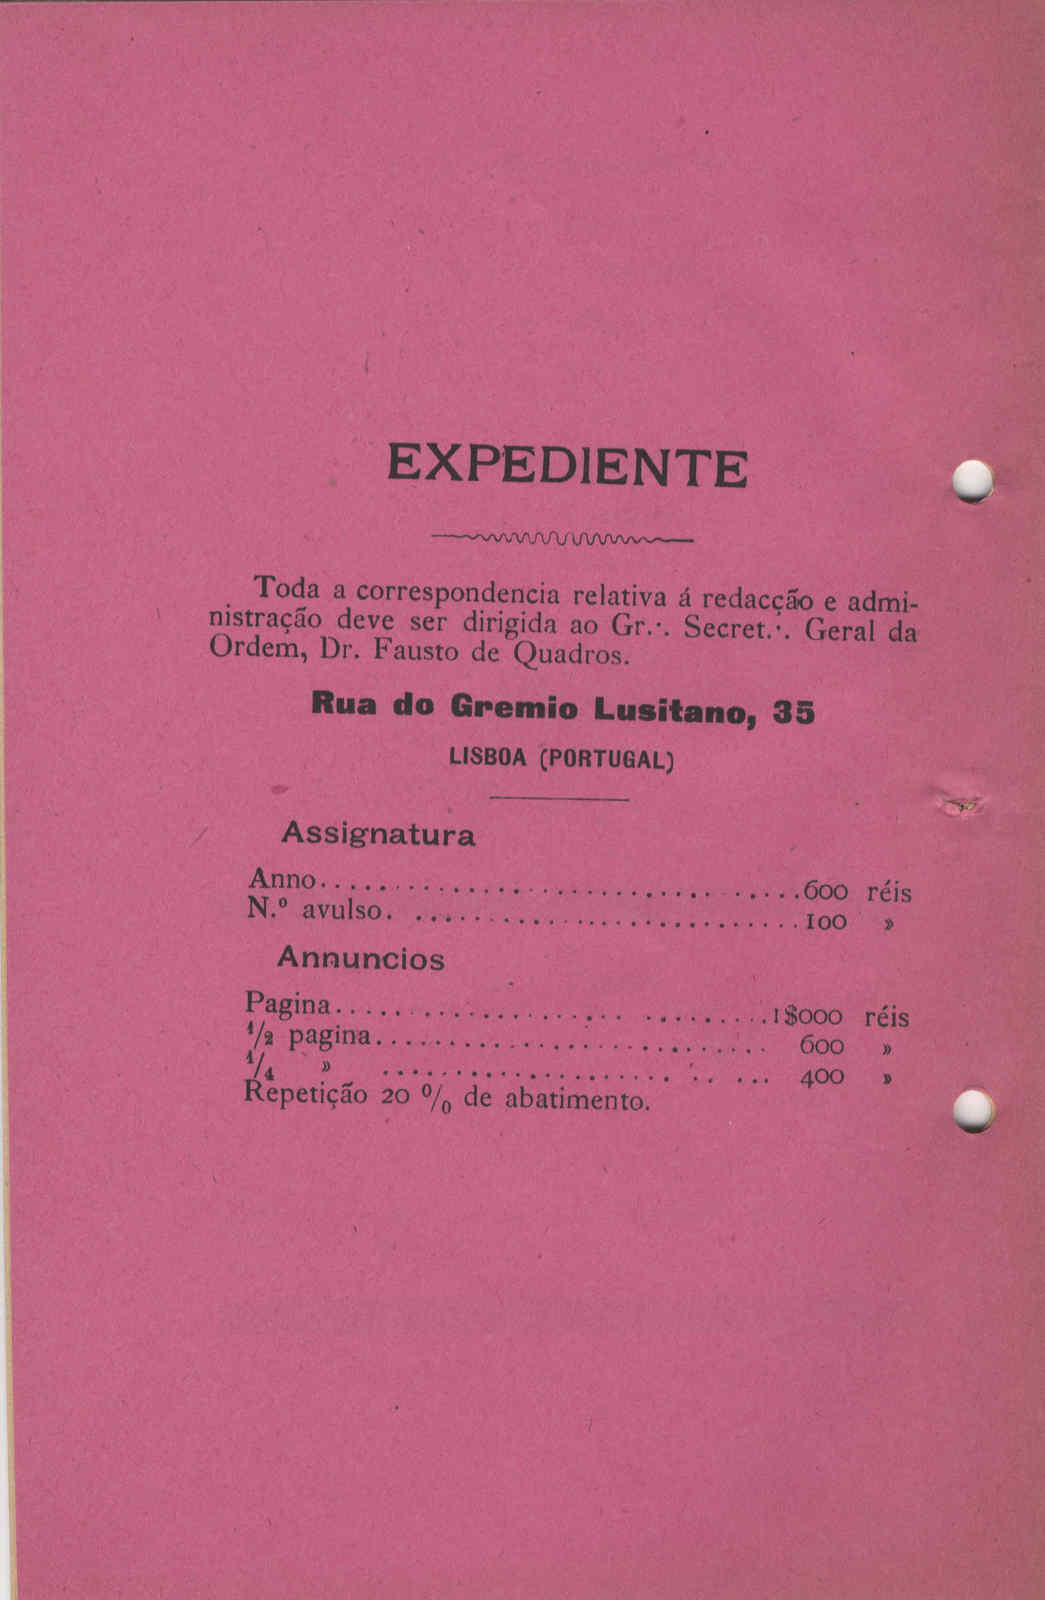 EXPEDIENTE
Toda a correspondencia relativa á redacção e admi-
nistração deve ser dirigida ao Gr.·. Secret.·. Geral da
Ordem, Dr. Fausto de Quadros.
Rua do Gremio Lusitano, 35
LISBOA (PORTUGAL)
Assignatura
Anno........................................600 réis
N.º avulso. ................................100 »
Annuncios
Pagina..................... .........1$000 réis
1/2 pagina........................... 600 »
1/4 » .................... .. ... 400 »
Repetição 20 % de abatimento.